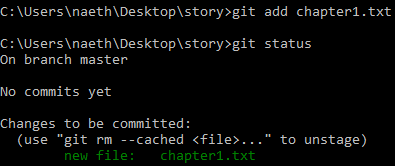 C:\Users\naeth\Desktop\story>git add chapter1.txt
C:\Users\naeth\Desktop\story>git status
On branch master
No commits yet
Changes to be committed:
  (use "git rm --cached <file>..." to unstage)
        new file:   chapter1.txt